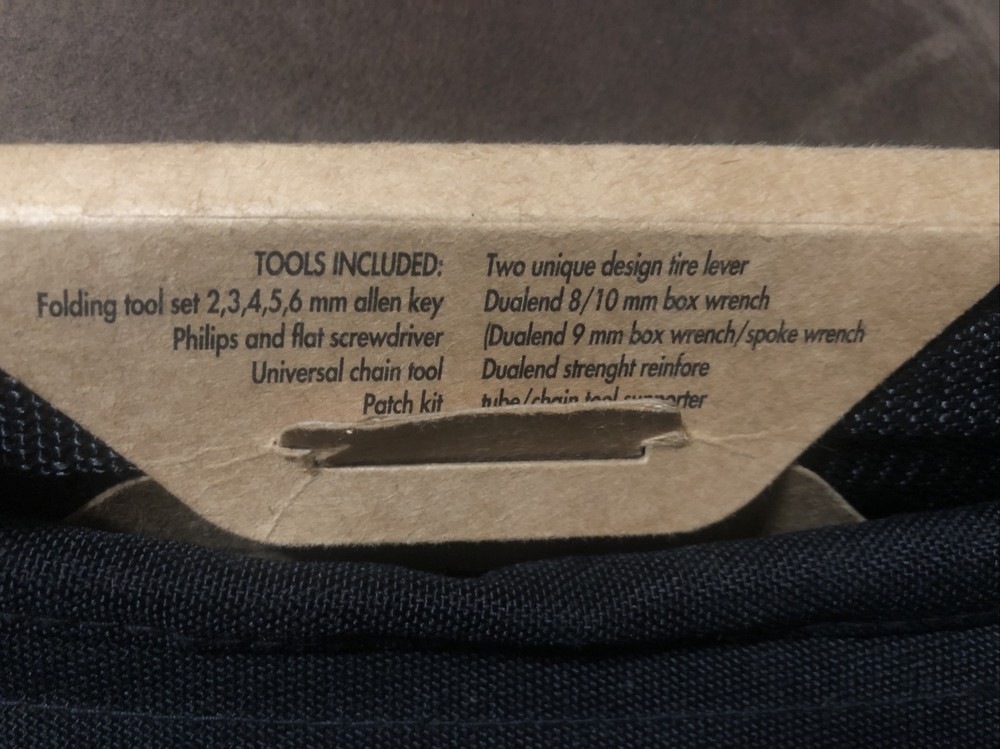 TOOLS INCLUDED:
Folding tool set 2,3,4,5,6 mm allen key
Philips and flat screwdriver
Universal chain tool
Patch kit
Two unique design tire lever
Dualend 8/10 mm box wrench
(Dualend 9 mm box wrench/spoke wrench
Dualend strenght reinfore
tube/chain tool supporter